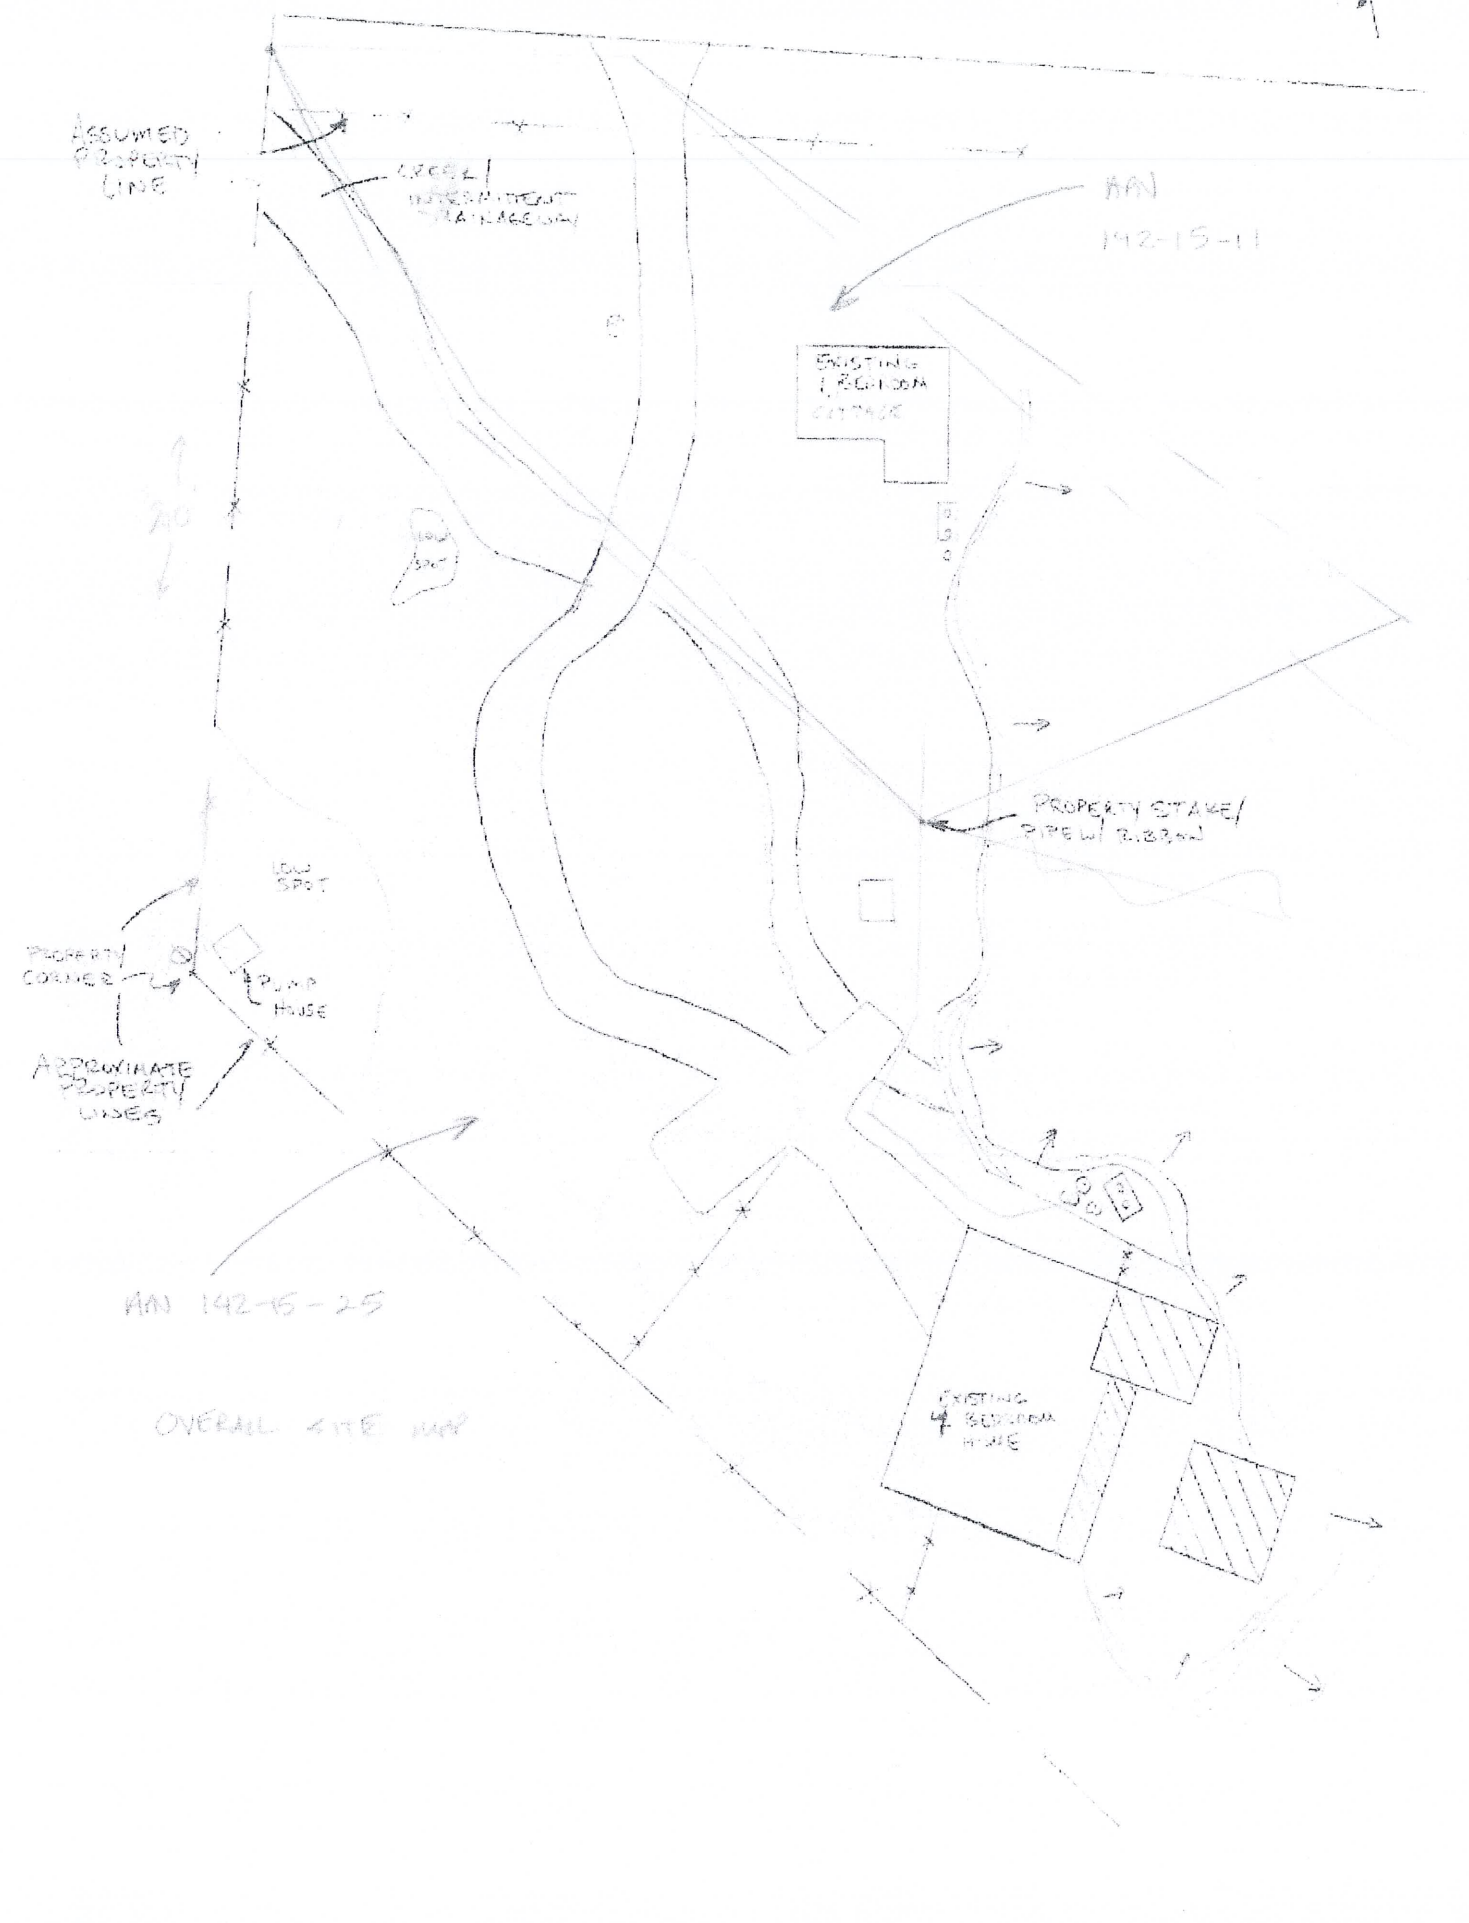 ASSUMED
PROPERTY
LINE
CREEK/
INTERMITTENT
DRAINAGEWAY
APN
142-15-11
EXISTING
1 BEDROOM
COTTAGE
LOW
SPOT
PROPERTY STAKE/
PIPE W/ RIBBON
LOW
SPOT
PROPERTY
CORNER
PUMP
HOUSE
APPROXIMATE
PROPERTY
LINES
APN 142-15-25
OVERALL SITE MAP
EXISTING
4 BEDROOM
HOME